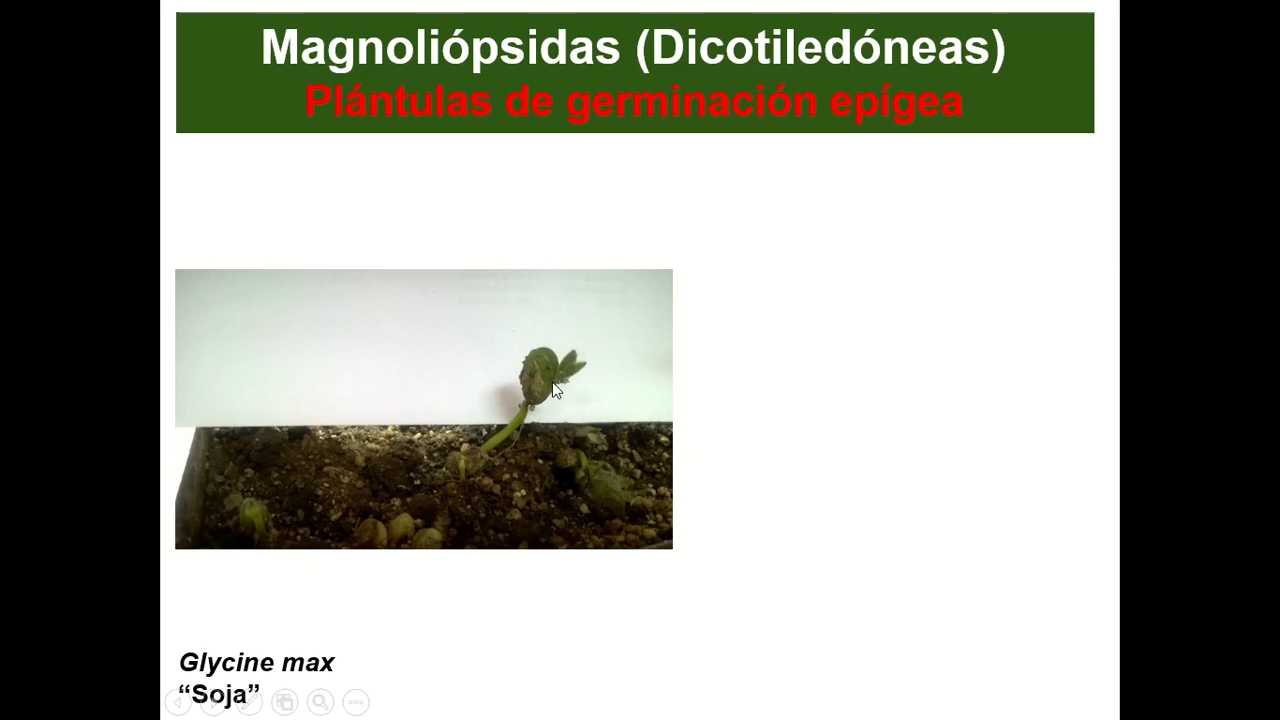 Magnoliópsidas (Dicotiledóneas)
Plántulas de germinación epígea
Glycine max
“Soja”